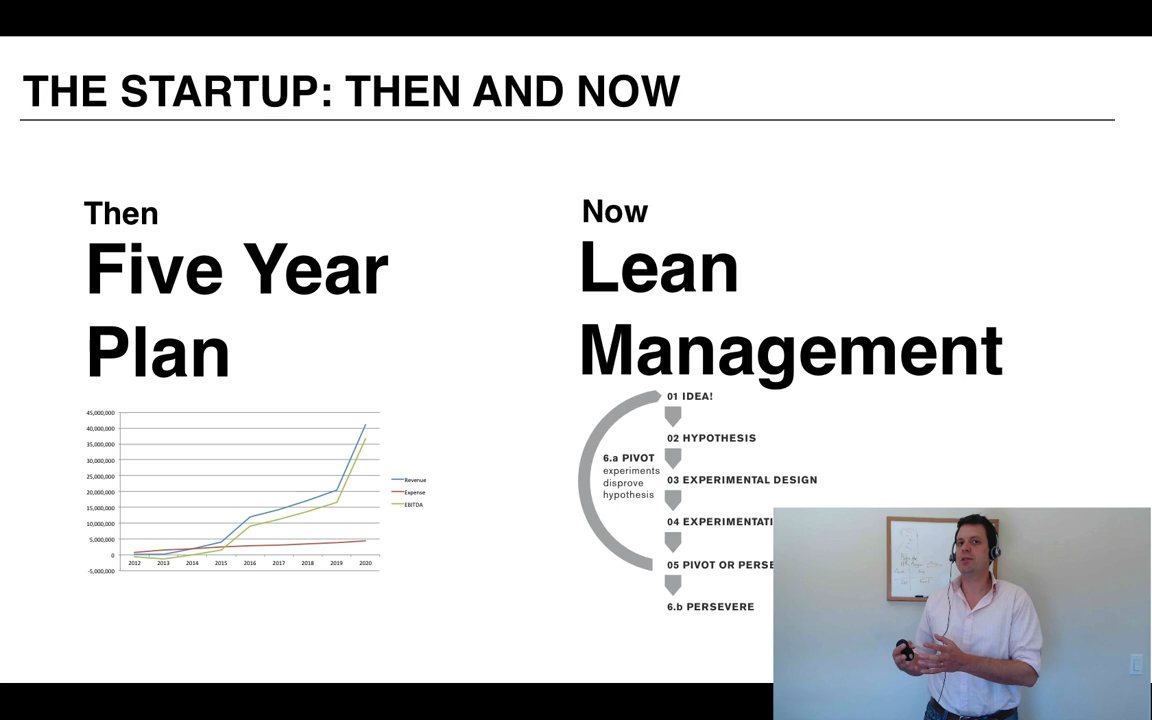 THE STARTUP: THEN AND NOW
Then
Five Year
Plan
45,000,000
40,000,000
35,000,000
30,000,000
25,000,000
20,000,000
15,000,000
10,000,000
5,000,000
0
-5,000,000
2012 2013 2014 2015 2016 2017 2018 2019 2020
Revenue
Expense
EBITDA
Now
Lean
Management
01 IDEA!
02 HYPOTHESIS
6.a PIVOT
experiments
disprove
hypothesis
03 EXPERIMENTAL DESIGN
04 EXPERIMENTATI
05 PIVOT OR PERSE
6.b PERSEVERE